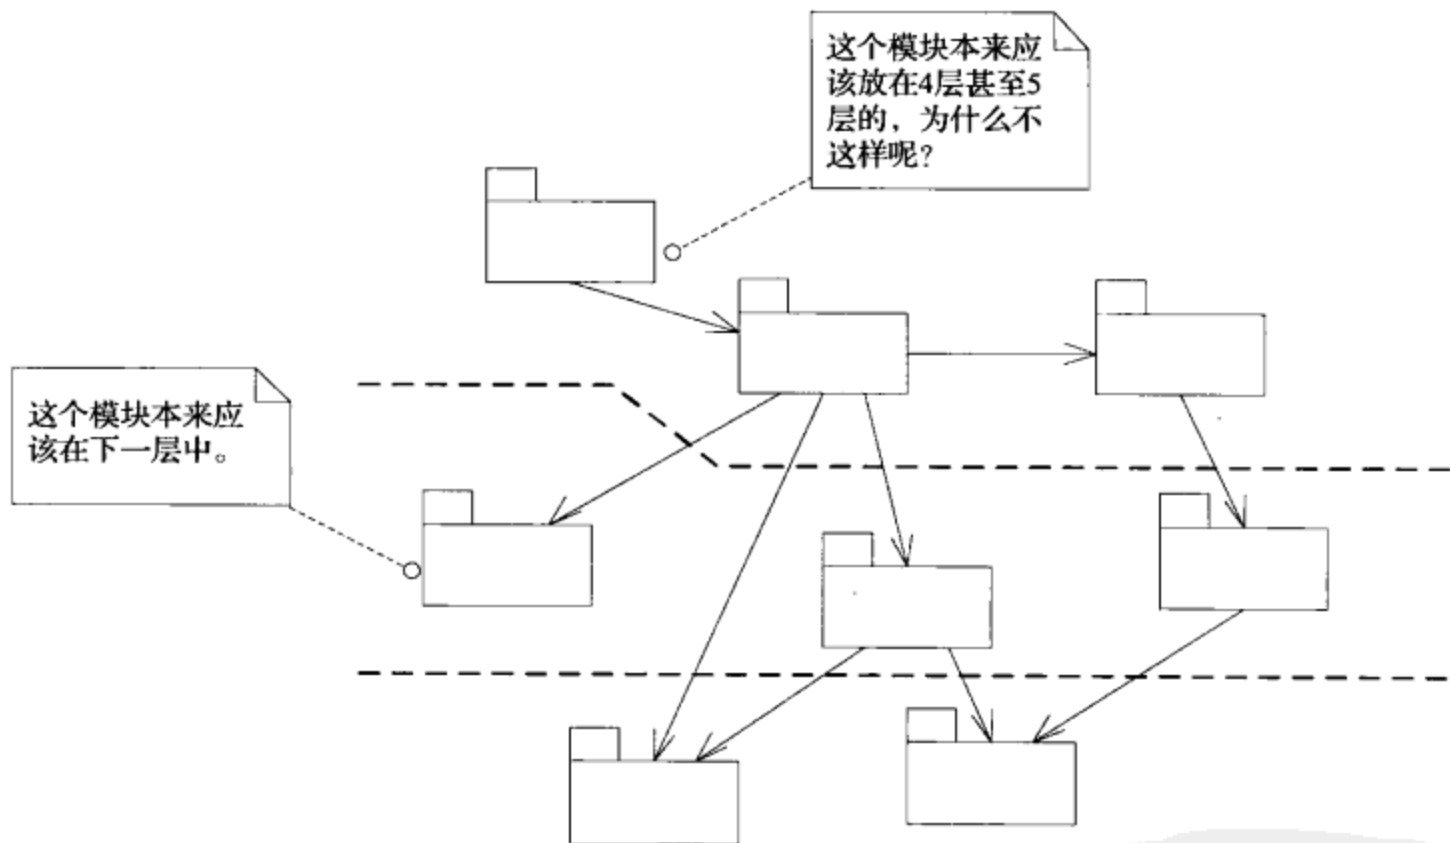 这个模块本来应
该放在4层甚至5
层的，为什么不
这样呢?
这个模块本来应
该在下一层中。